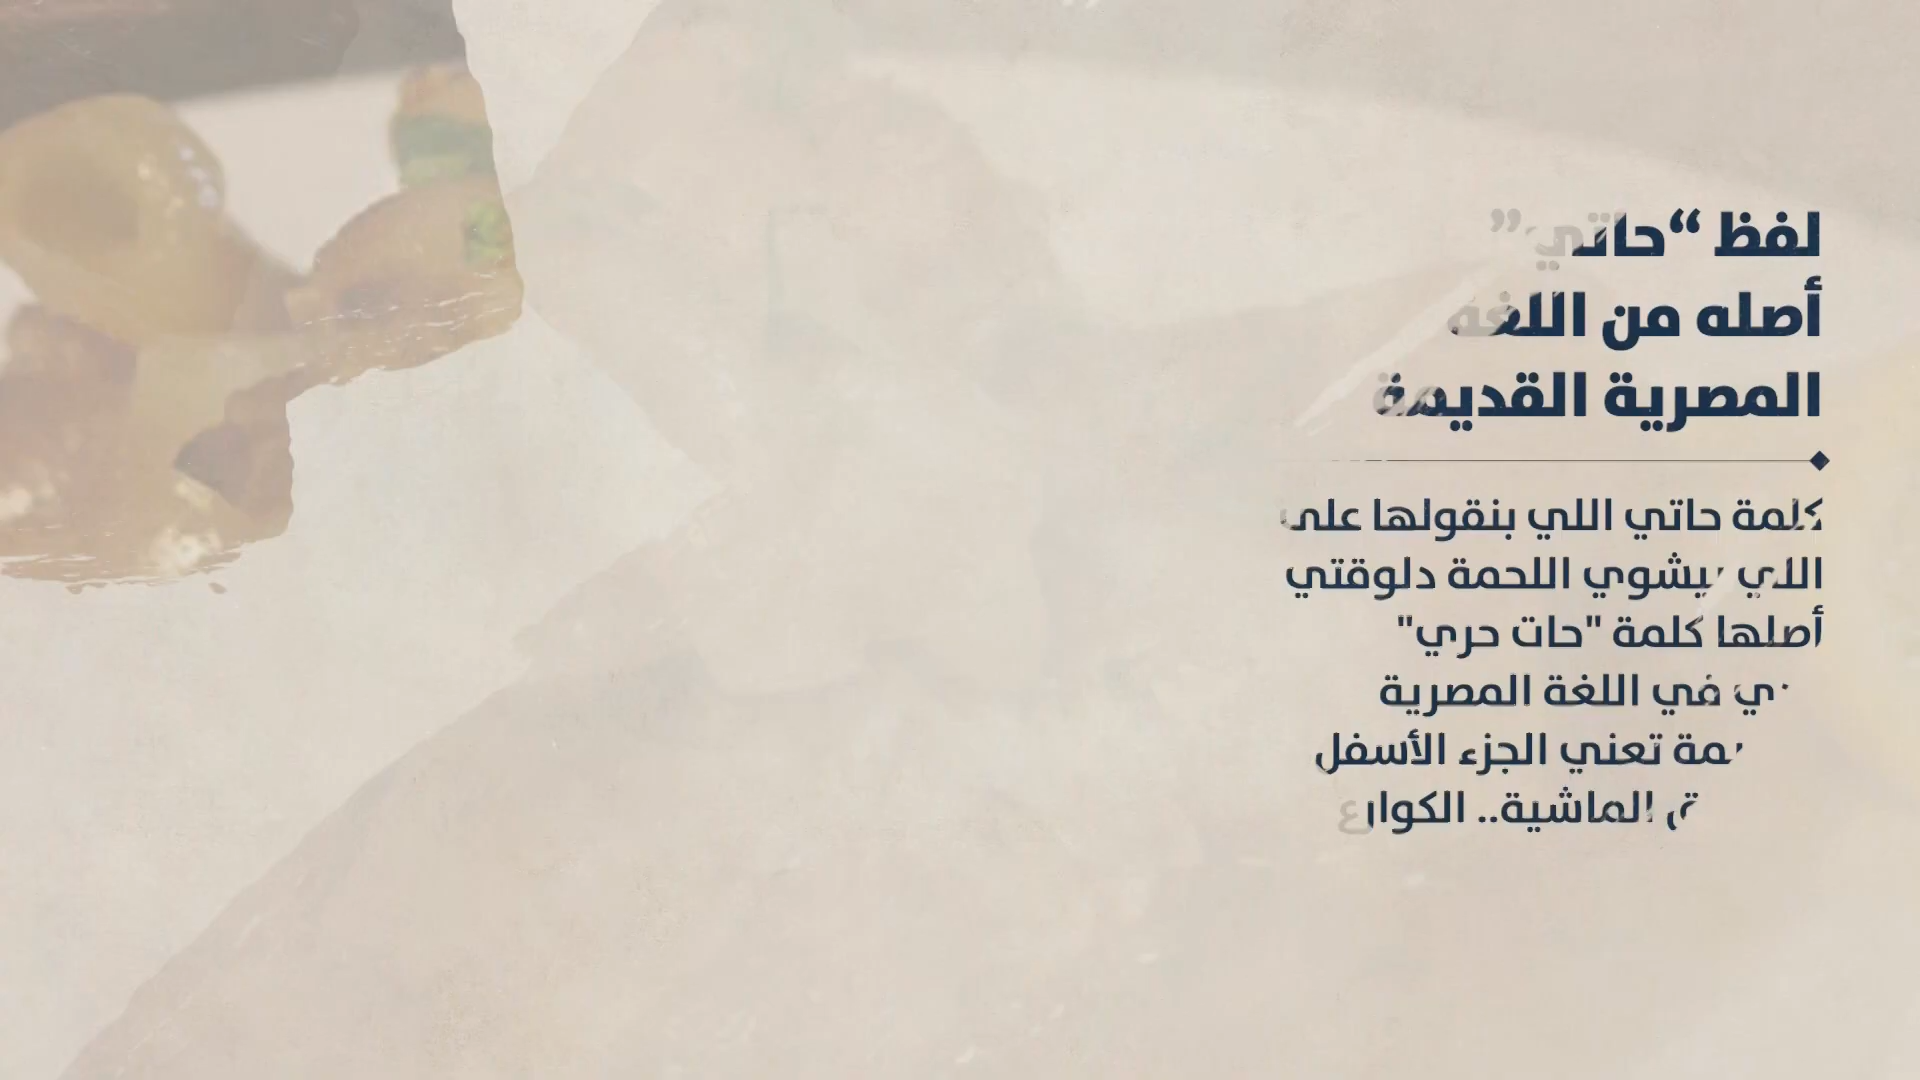 لفظ “حاتي”
أصله من اللغة
المصرية القديمة
كلمة حاتي اللي بنقولها على
اللي بيشوي اللحمة دلوقتي
أصلها كلمة "حات حري"
في اللغة المصرية
تعني الجزء الأسفل
الماشية.. الكوارع